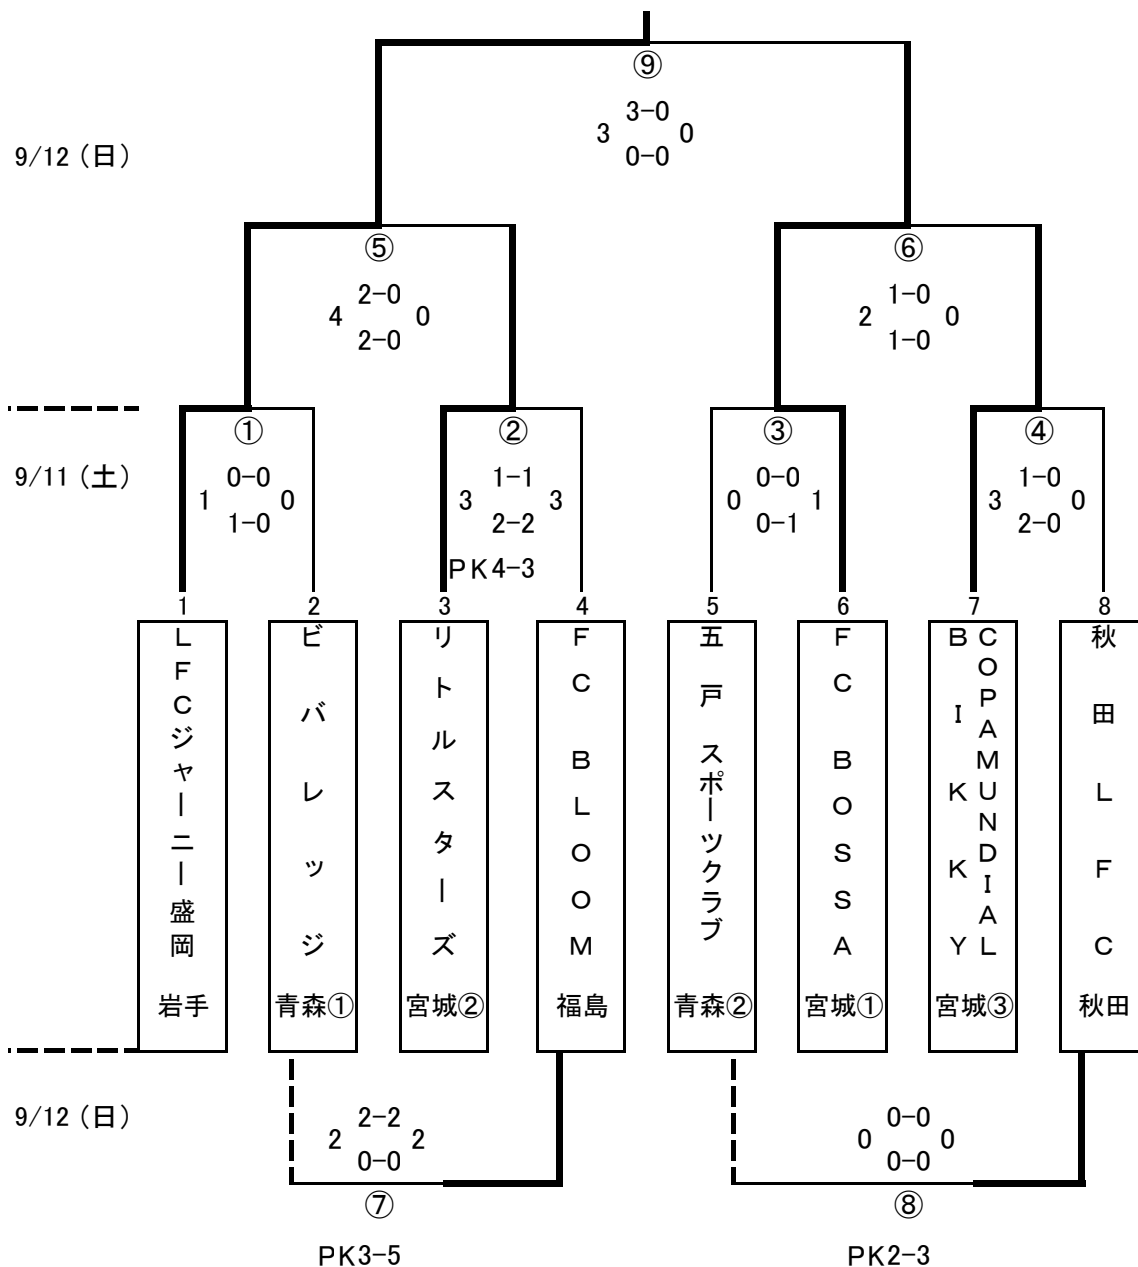 ⑨
3-0
3 0
0-0
9/12 (日)
⑤ ⑥
2-0 1-0
4 0 2 0
2-0 1-0
① ② ③ ④
9/11 (土)
0-0 1-1 0-0 1-0
1 0 3 3 0 1 3 0
1-0 2-2 0-1 2-0
PK4-3
1 2 3 4 5 6 7 8
LFCジャーニー盛岡
ビバレッジ
リトルスターズ
FC BLOOM
五戸スポーツクラブ
FC BOSSA
COPAMUNDIAL
BIKKY
秋田LFC
岩手 青森① 宮城② 福島 青森② 宮城① 宮城③ 秋田
9/12 (日)
2-2 0-0
2 2 0 0
0-0 0-0
⑦ ⑧
PK3-5 PK2-3